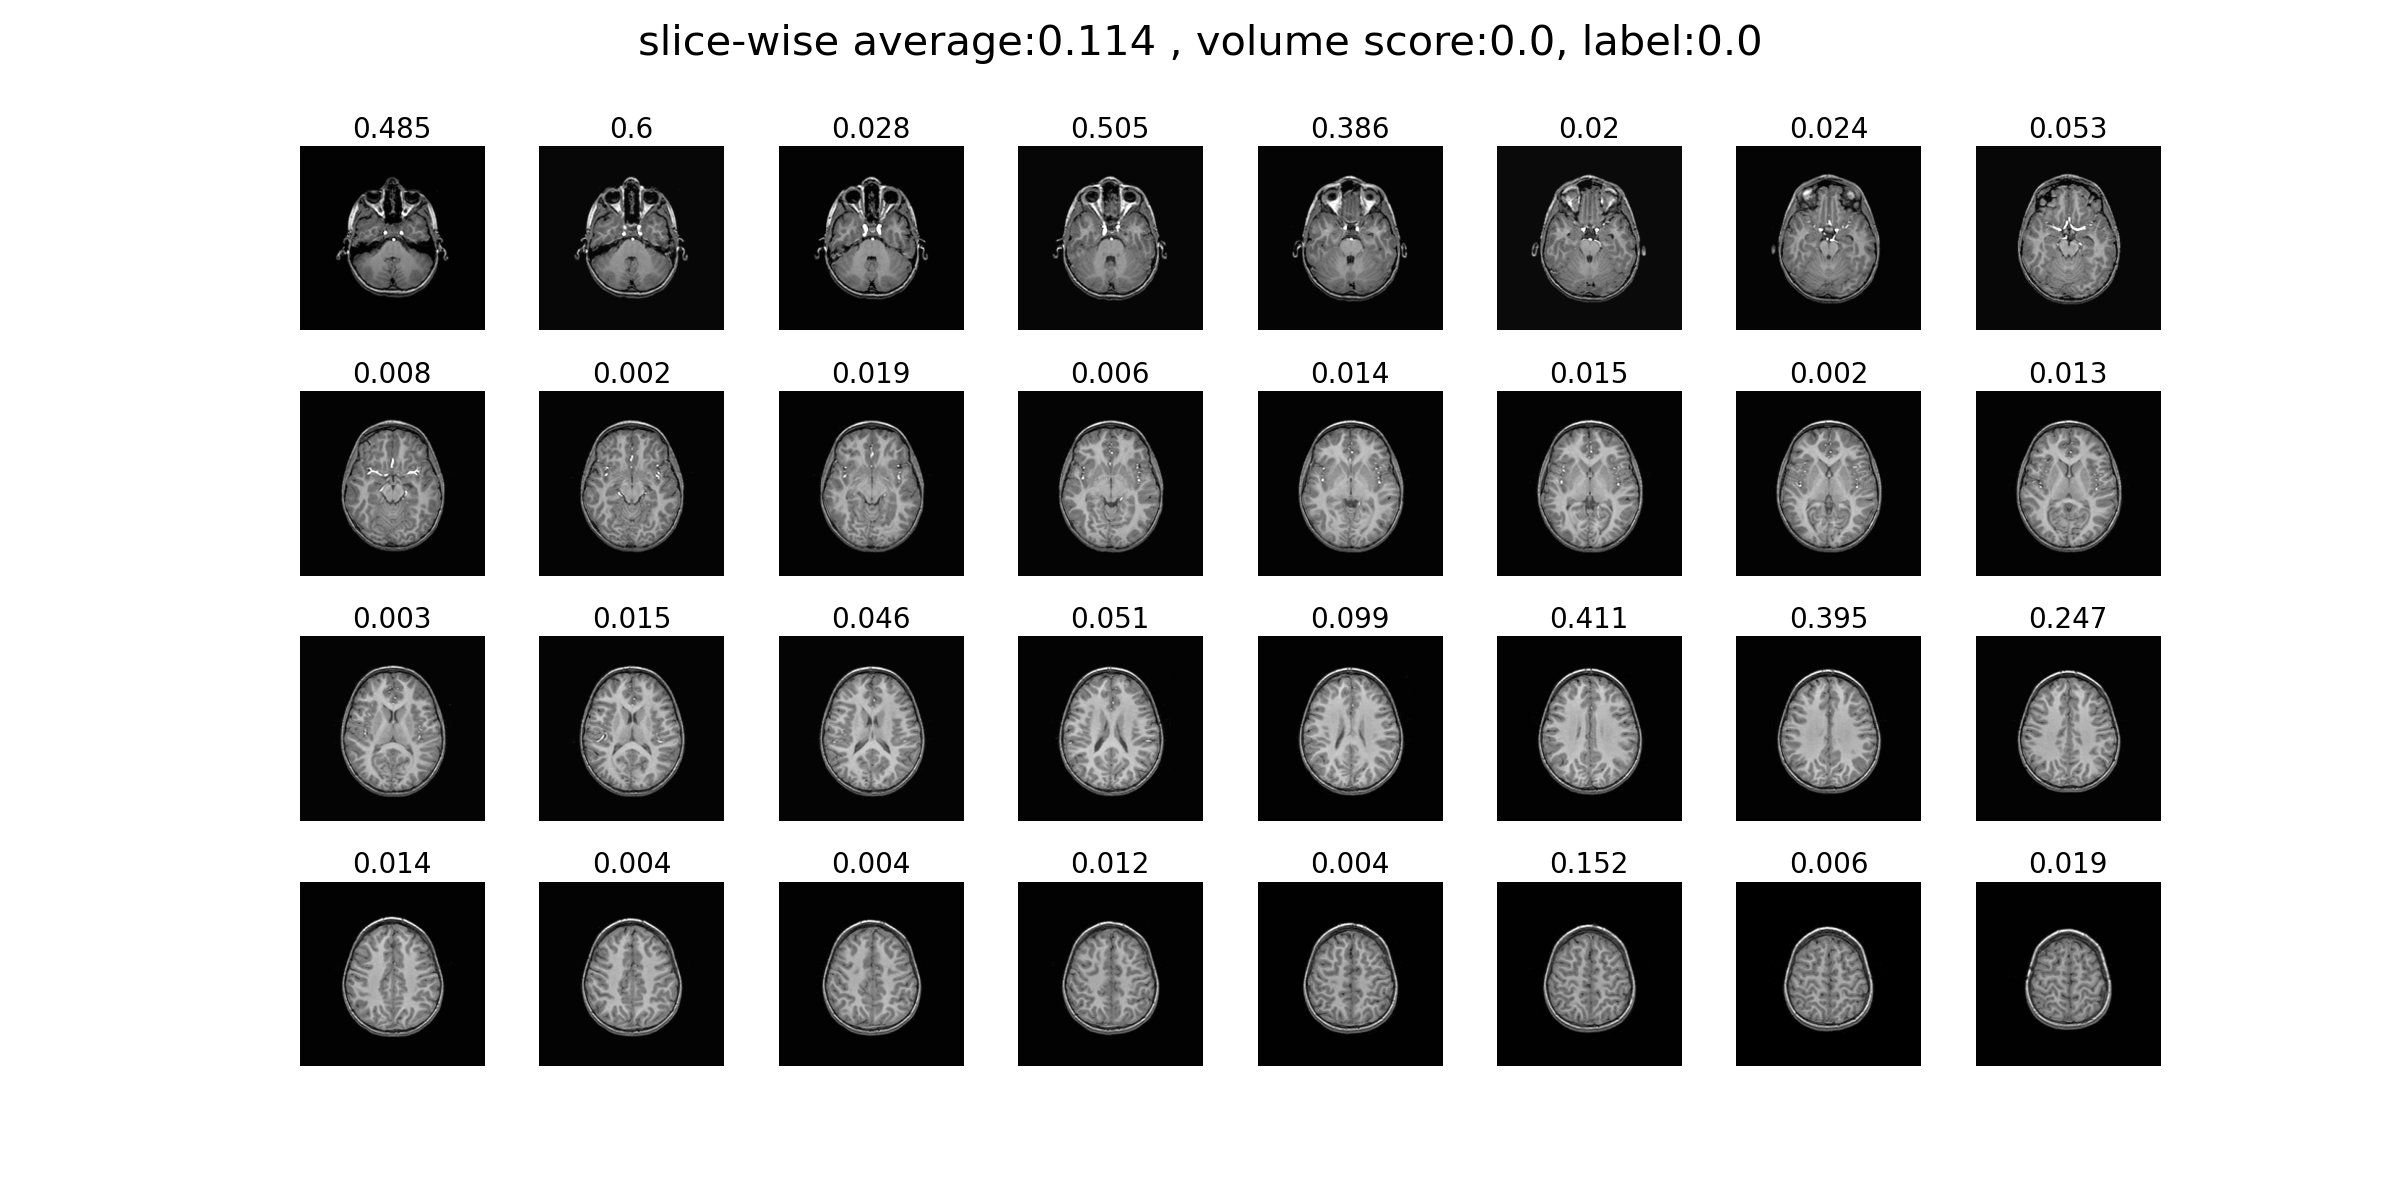 slice-wise average:0.114 , volume score:0.0, label:0.0
0.485 0.6 0.028 0.505 0.386 0.02 0.024 0.053
0.008 0.002 0.019 0.006 0.014 0.015 0.002 0.013
0.003 0.015 0.046 0.051 0.099 0.411 0.395 0.247
0.014 0.004 0.004 0.012 0.004 0.152 0.006 0.019